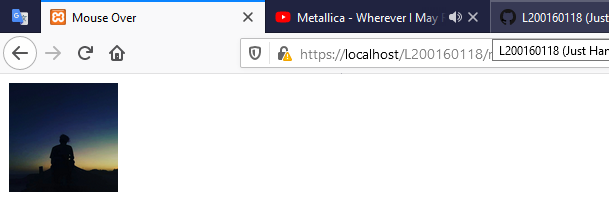 Mouse Over
Metallica - Wherever I May
L200160118 (Just
https://localhost/L200160118/
L200160118 (Just Han